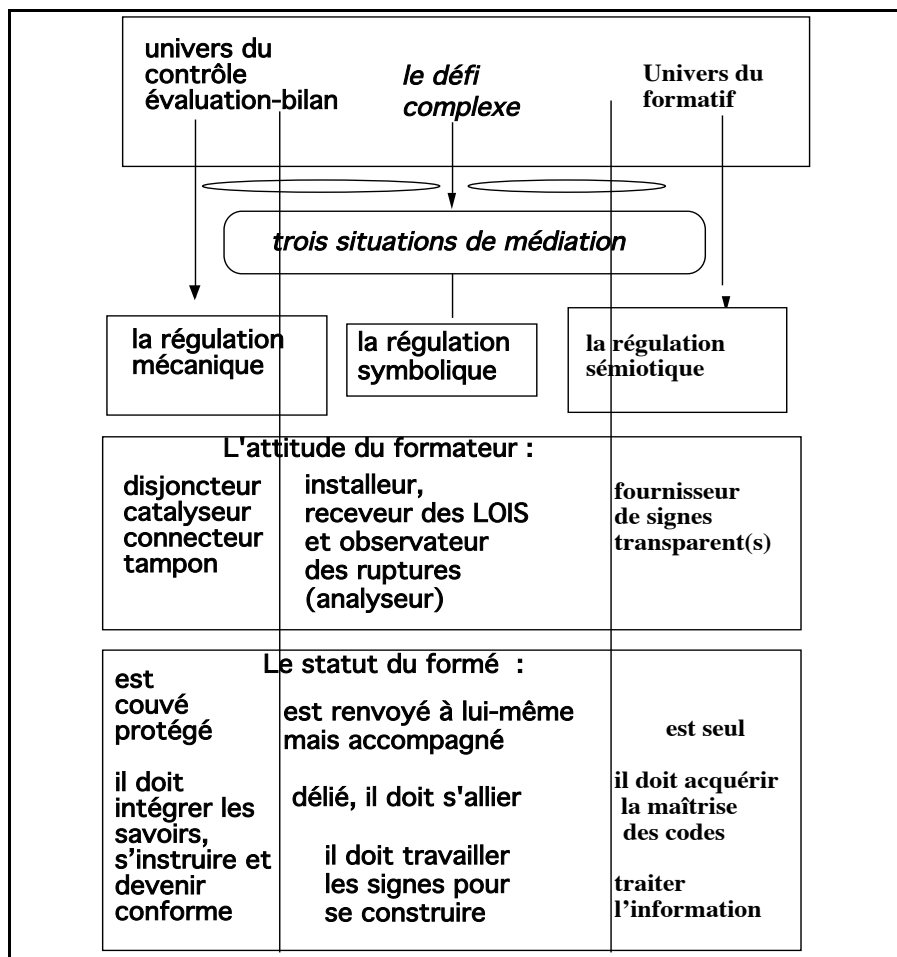 univers du
contrôle
évaluation-bilan
le défi
complexe
Univers du
formatif
trois situations de médiation
la régulation
mécanique
la régulation
symbolique
la régulation
sémiotique
L'attitude du formateur :
disjoncteur
catalyseur
connecteur
tampon
installeur,
receveur des LOIS
et observateur
des ruptures
(analyseur)
fournisseur
de signes
transparent(s)
Le statut du formé :
est
couvé
protégé
il doit
intégrer les
savoirs,
s'instruire et
devenir
conforme
est renvoyé à lui-même
mais accompagné
délié, il doit s'allier
il doit travailler
les signes pour
se construire
est seul
il doit acquérir
la maîtrise
des codes
traiter
l'information